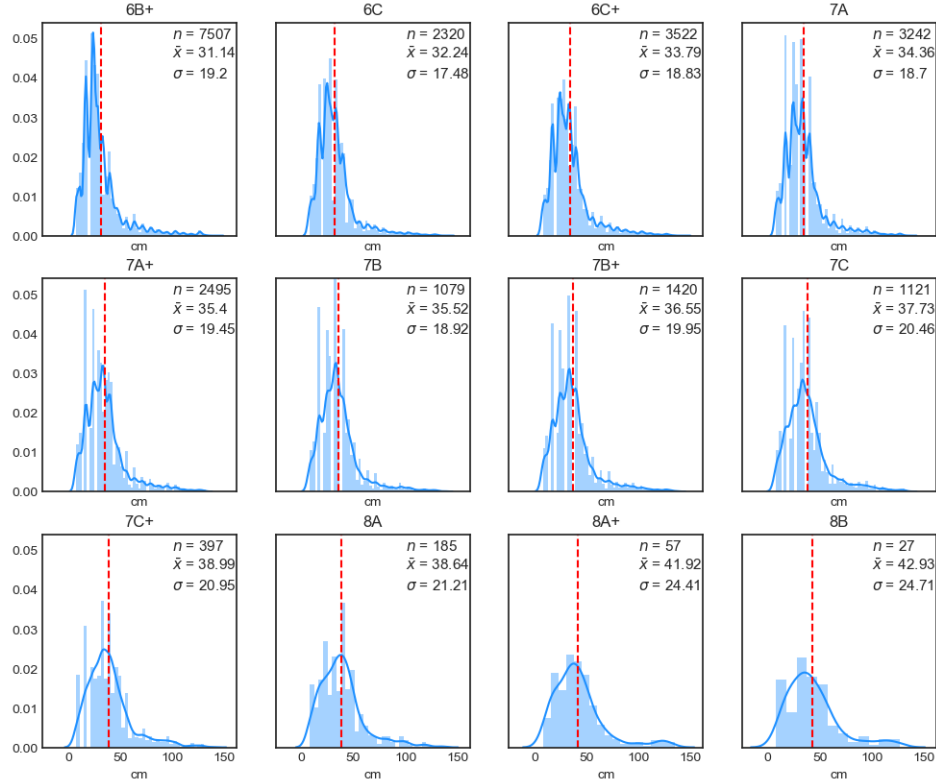 6B+
6C
6C+
7A
0.05
0.04
0.03
0.02
0.01
0.00
n = 7507
x̄ = 31.14
σ = 19.2
n = 2320
x̄ = 32.24
σ = 17.48
n = 3522
x̄ = 33.79
σ = 18.83
n = 3242
x̄ = 34.36
σ = 18.7
cm
cm
cm
cm
7A+
7B
7B+
7C
0.05
0.04
0.03
0.02
0.01
0.00
n = 2495
x̄ = 35.4
σ = 19.45
n = 1079
x̄ = 35.52
σ = 18.92
n = 1420
x̄ = 36.55
σ = 19.95
n = 1121
x̄ = 37.73
σ = 20.46
cm
cm
cm
cm
7C+
8A
8A+
8B
0.05
0.04
0.03
0.02
0.01
0.00
n = 397
x̄ = 38.99
σ = 20.95
n = 185
x̄ = 38.64
σ = 21.21
n = 57
x̄ = 41.92
σ = 24.41
n = 27
x̄ = 42.93
σ = 24.71
0 50 100 150
0 50 100 150
0 50 100 150
0 50 100 150
cm
cm
cm
cm